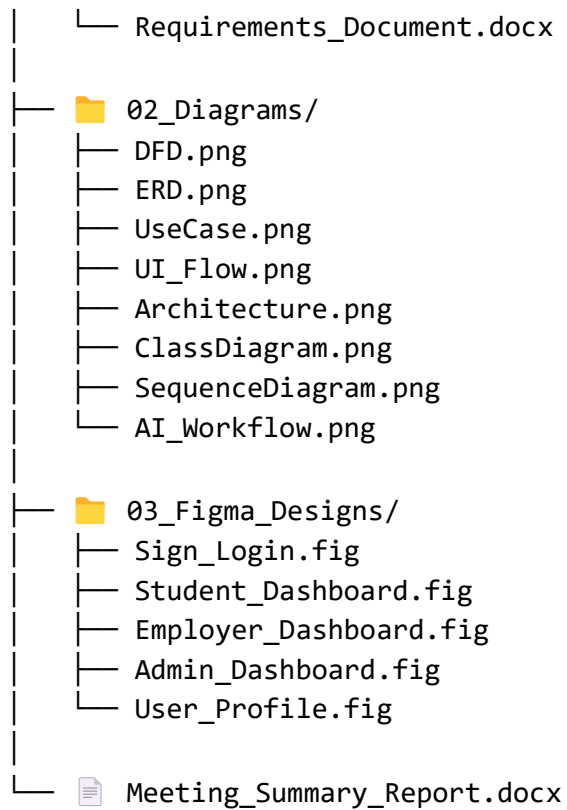 │   └── Requirements_Document.docx
│
├── 📁 02_Diagrams/
│   ├── DFD.png
│   ├── ERD.png
│   ├── UseCase.png
│   ├── UI_Flow.png
│   ├── Architecture.png
│   ├── ClassDiagram.png
│   ├── SequenceDiagram.png
│   └── AI_Workflow.png
│
├── 📁 03_Figma_Designs/
│   ├── Sign_Login.fig
│   ├── Student_Dashboard.fig
│   ├── Employer_Dashboard.fig
│   ├── Admin_Dashboard.fig
│   └── User_Profile.fig
│
└── 📄 Meeting_Summary_Report.docx